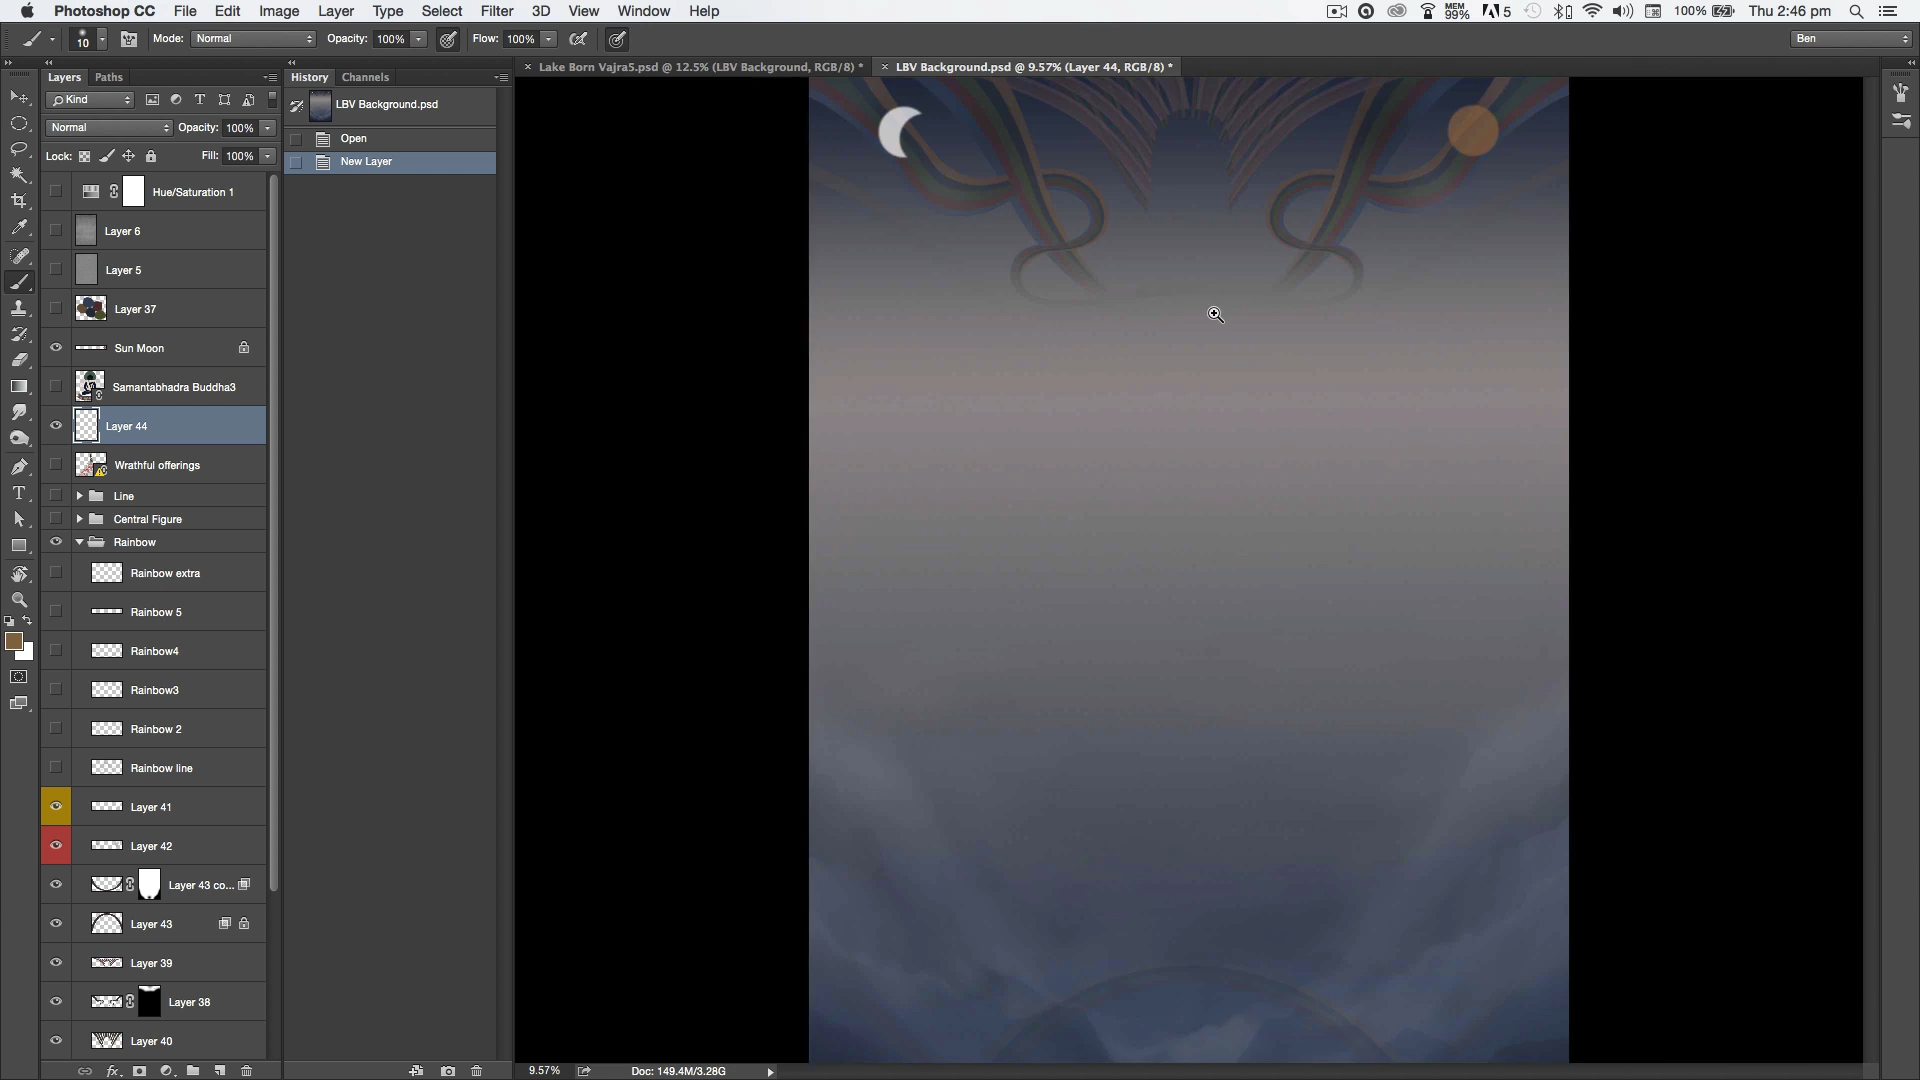 Photoshop CC File Edit Image Layer Type Select Filter 3D View Window Help MEM 99% 5 100% Thu 2:46 pm
10 Mode: Normal Opacity: 100% Flow: 100% Ben
Layers Paths History Channels × Lake Born Vajra5.psd @ 12.5% (LBV Background, RGB/8) * × LBV Background.psd @ 9.57% (Layer 44, RGB/8) *
Kind LBV Background.psd
Normal Opacity: 100% Open
Lock: Fill: 100% New Layer
Hue/Saturation 1
Layer 6
Layer 5
Layer 37
Sun Moon
Samantabhadra Buddha3
Layer 44
Wrathful offerings
Line
Central Figure
Rainbow
Rainbow extra
Rainbow 5
Rainbow4
Rainbow3
Rainbow 2
Rainbow line
Layer 41
Layer 42
Layer 43 co...
Layer 43
Layer 39
Layer 38
Layer 40
fx 9.57% Doc: 149.4M/3.28G